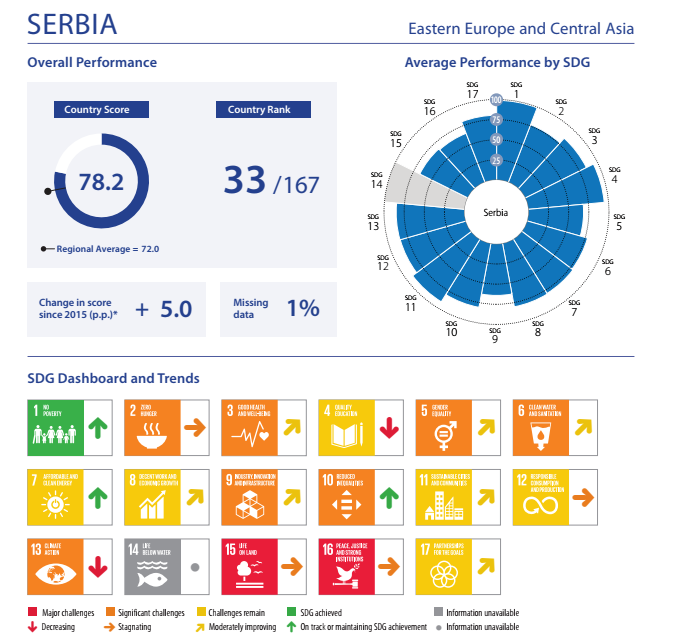 SERBIA
Eastern Europe and Central Asia
Overall Performance
Average Performance by SDG
Country Score
Country Rank
78.2
33 /167
Regional Average = 72.0
Change in score
since 2015 (p.p.)*
+ 5.0
Missing
data
1%
SDG
1
SDG
2
SDG
3
SDG
4
SDG
5
SDG
6
SDG
7
SDG
8
SDG
9
SDG
10
SDG
11
SDG
12
SDG
13
SDG
14
SDG
15
SDG
16
SDG
17
100
75
50
25
Serbia
SDG Dashboard and Trends
1 NO
POVERTY
2 ZERO
HUNGER
3 GOOD HEALTH
AND WELL-BEING
4 QUALITY
EDUCATION
5 GENDER
EQUALITY
6 CLEAN WATER
AND SANITATION
7 AFFORDABLE AND
CLEAN ENERGY
8 DECENT WORK AND
ECONOMIC GROWTH
9 INDUSTRY, INNOVATION
AND INFRASTRUCTURE
10 REDUCED
INEQUALITIES
11 SUSTAINABLE CITIES
AND COMMUNITIES
12 RESPONSIBLE
CONSUMPTION
AND PRODUCTION
13 CLIMATE
ACTION
14 LIFE
BELOW WATER
15 LIFE
ON LAND
16 PEACE, JUSTICE
AND STRONG
INSTITUTIONS
17 PARTNERSHIPS
FOR THE GOALS
Major challenges
Significant challenges
Challenges remain
SDG achieved
Information unavailable
Decreasing
Stagnating
Moderately improving
On track or maintaining SDG achievement
Information unavailable